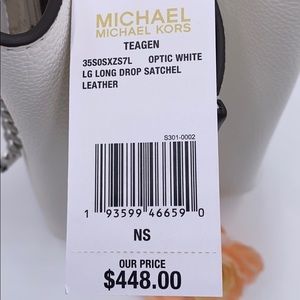 MICHAEL
MICHAEL KORS
TEAGEN
35S0SXZS7L OPTIC WHITE
LG LONG DROP SATCHEL
LEATHER
S301-0002
1 93599 46659 0
NS
OUR PRICE
$448.00